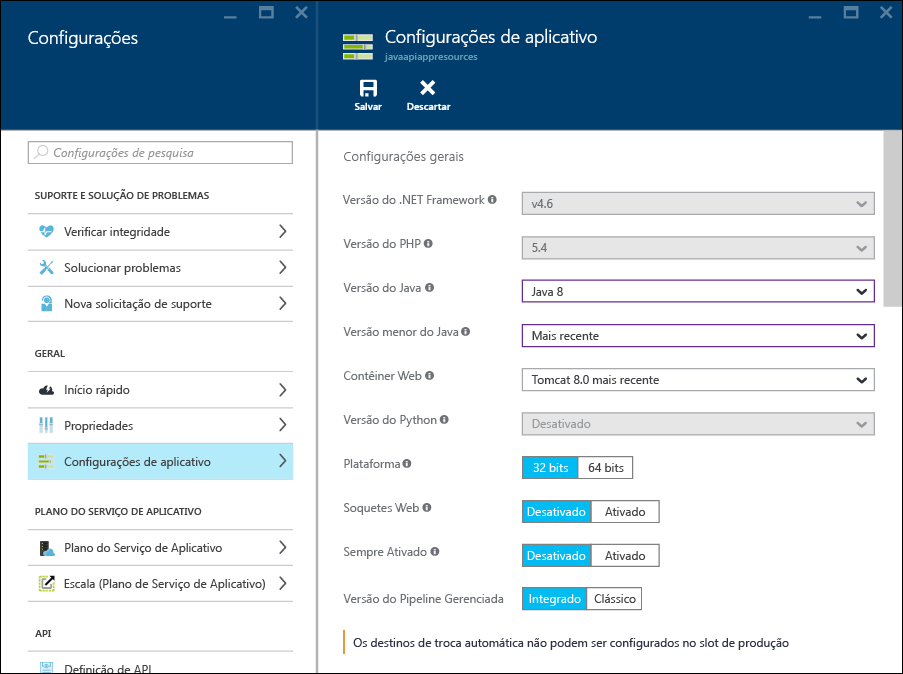 Configurações
Configurações de pesquisa
SUPORTE E SOLUÇÃO DE PROBLEMAS
Verificar integridade
Solucionar problemas
Nova solicitação de suporte
GERAL
Início rápido
Propriedades
Configurações de aplicativo
PLANO DO SERVIÇO DE APLICATIVO
Plano do Serviço de Aplicativo
Escala (Plano de Serviço de Aplicativo)
API
Definição de API
Configurações de aplicativo
javaapiappresources
Salvar Descartar
Configurações gerais
Versão do .NET Framework v4.6
Versão do PHP 5.4
Versão do Java Java 8
Versão menor do Java Mais recente
Contêiner Web Tomcat 8.0 mais recente
Versão do Python Desativado
Plataforma 32 bits 64 bits
Soquetes Web Desativado Ativado
Sempre Ativado Desativado Ativado
Versão do Pipeline Gerenciada Integrado Clássico
Os destinos de troca automática não podem ser configurados no slot de produção